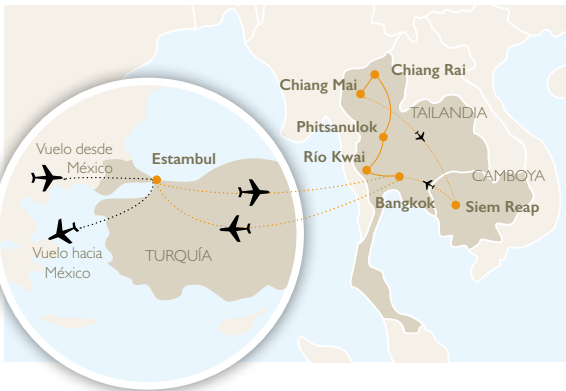 Chiang Rai
Chiang Mai
TAILANDIA
Phitsanulok
Río Kwai
CAMBOYA
Bangkok
Siem Reap
Vuelo desde
México
Estambul
TURQUÍA
Vuelo hacia
México